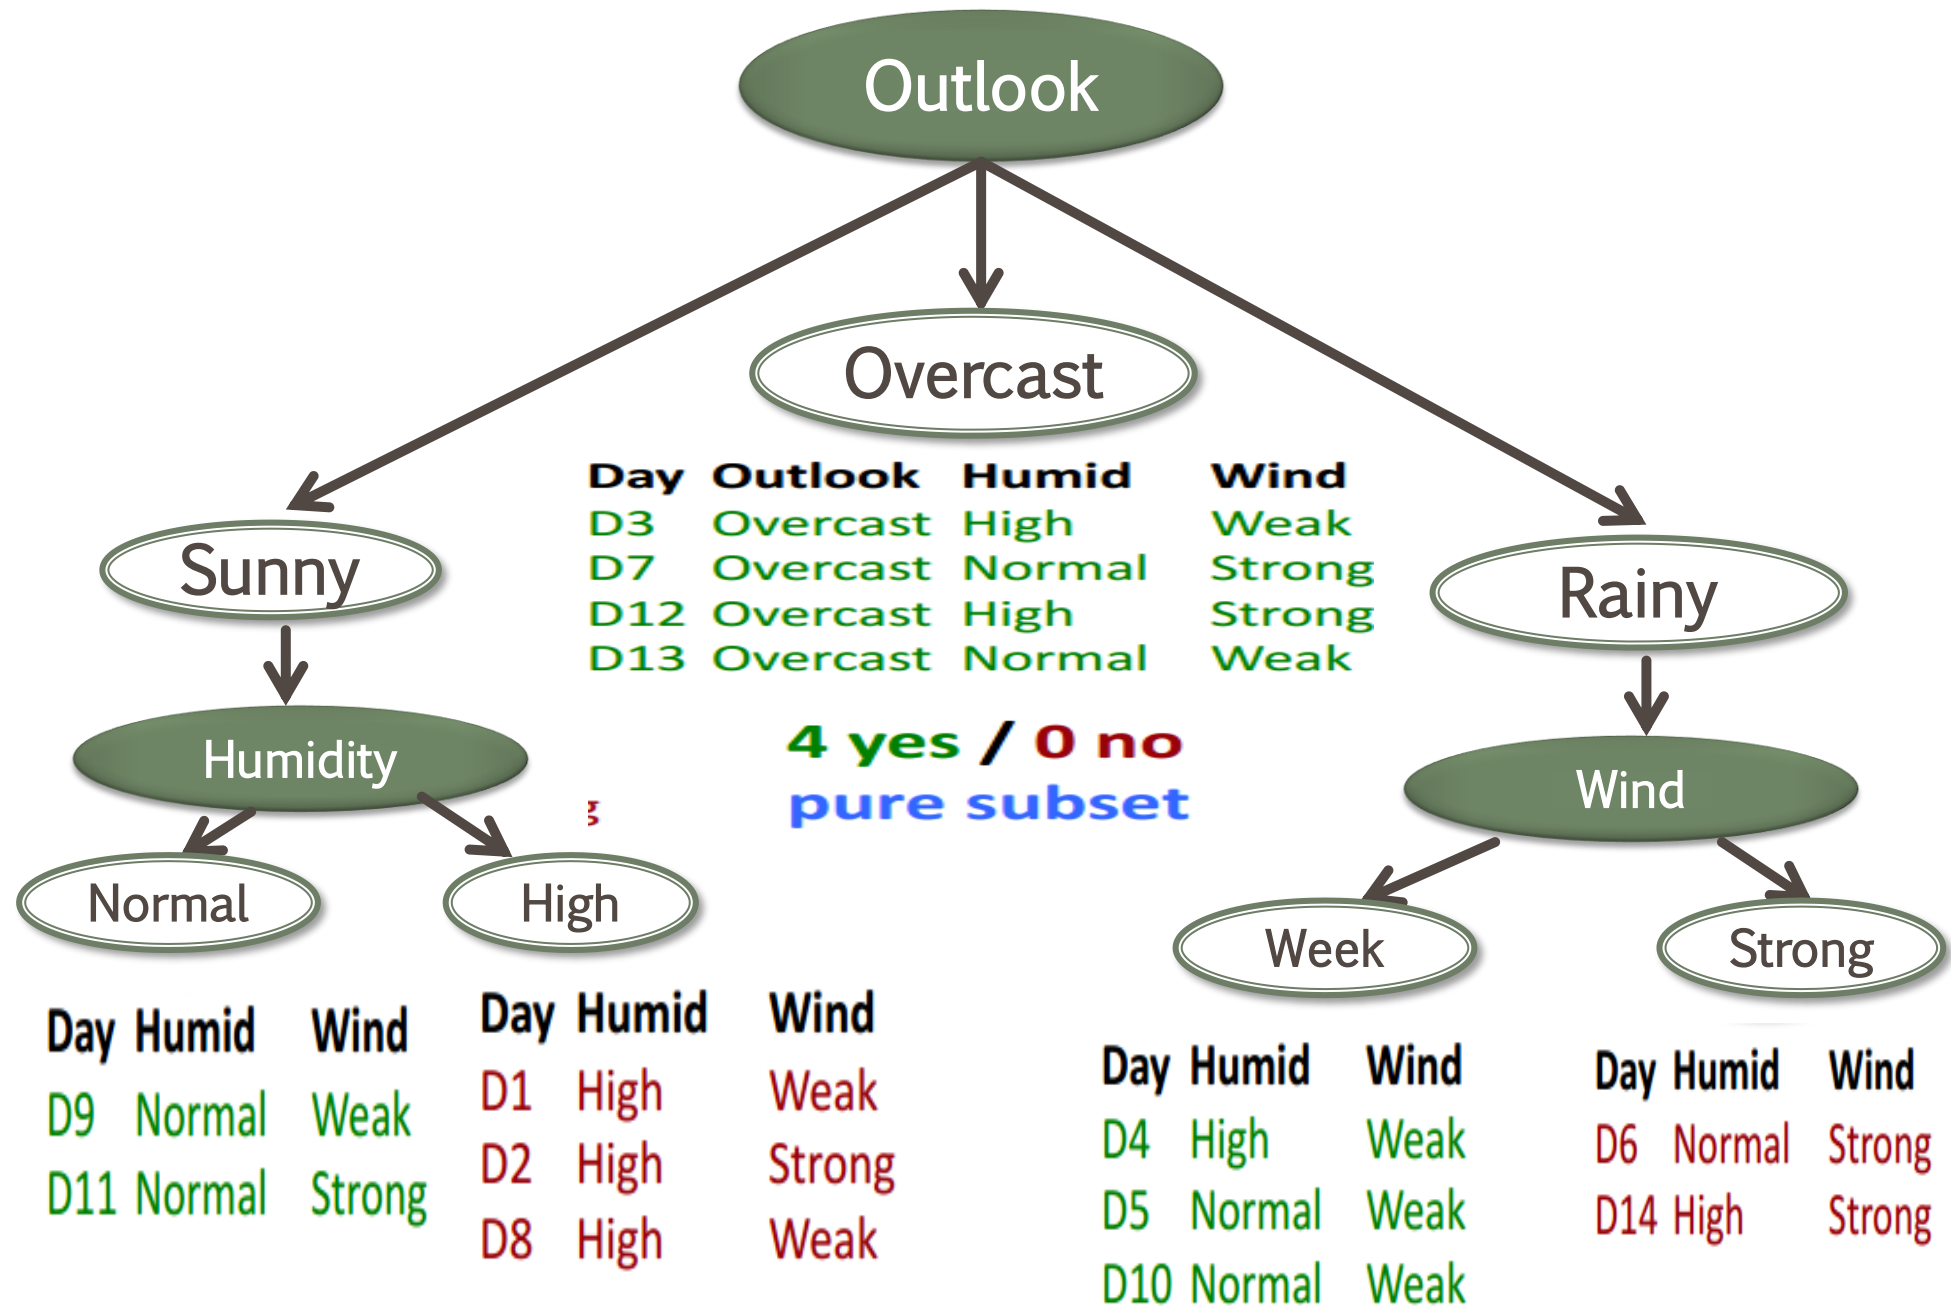 Outlook
Overcast
Day Outlook Humid Wind
D3 Overcast High Weak
D7 Overcast Normal Strong
D12 Overcast High Strong
D13 Overcast Normal Weak
4 yes / 0 no
pure subset
Sunny
Humidity
Normal
High
Day Humid Wind
D9 Normal Weak
D11 Normal Strong
Day Humid Wind
D1 High Weak
D2 High Strong
D8 High Weak
Rainy
Wind
Week
Strong
Day Humid Wind
D4 High Weak
D5 Normal Weak
D10 Normal Weak
Day Humid Wind
D6 Normal Strong
D14 High Strong